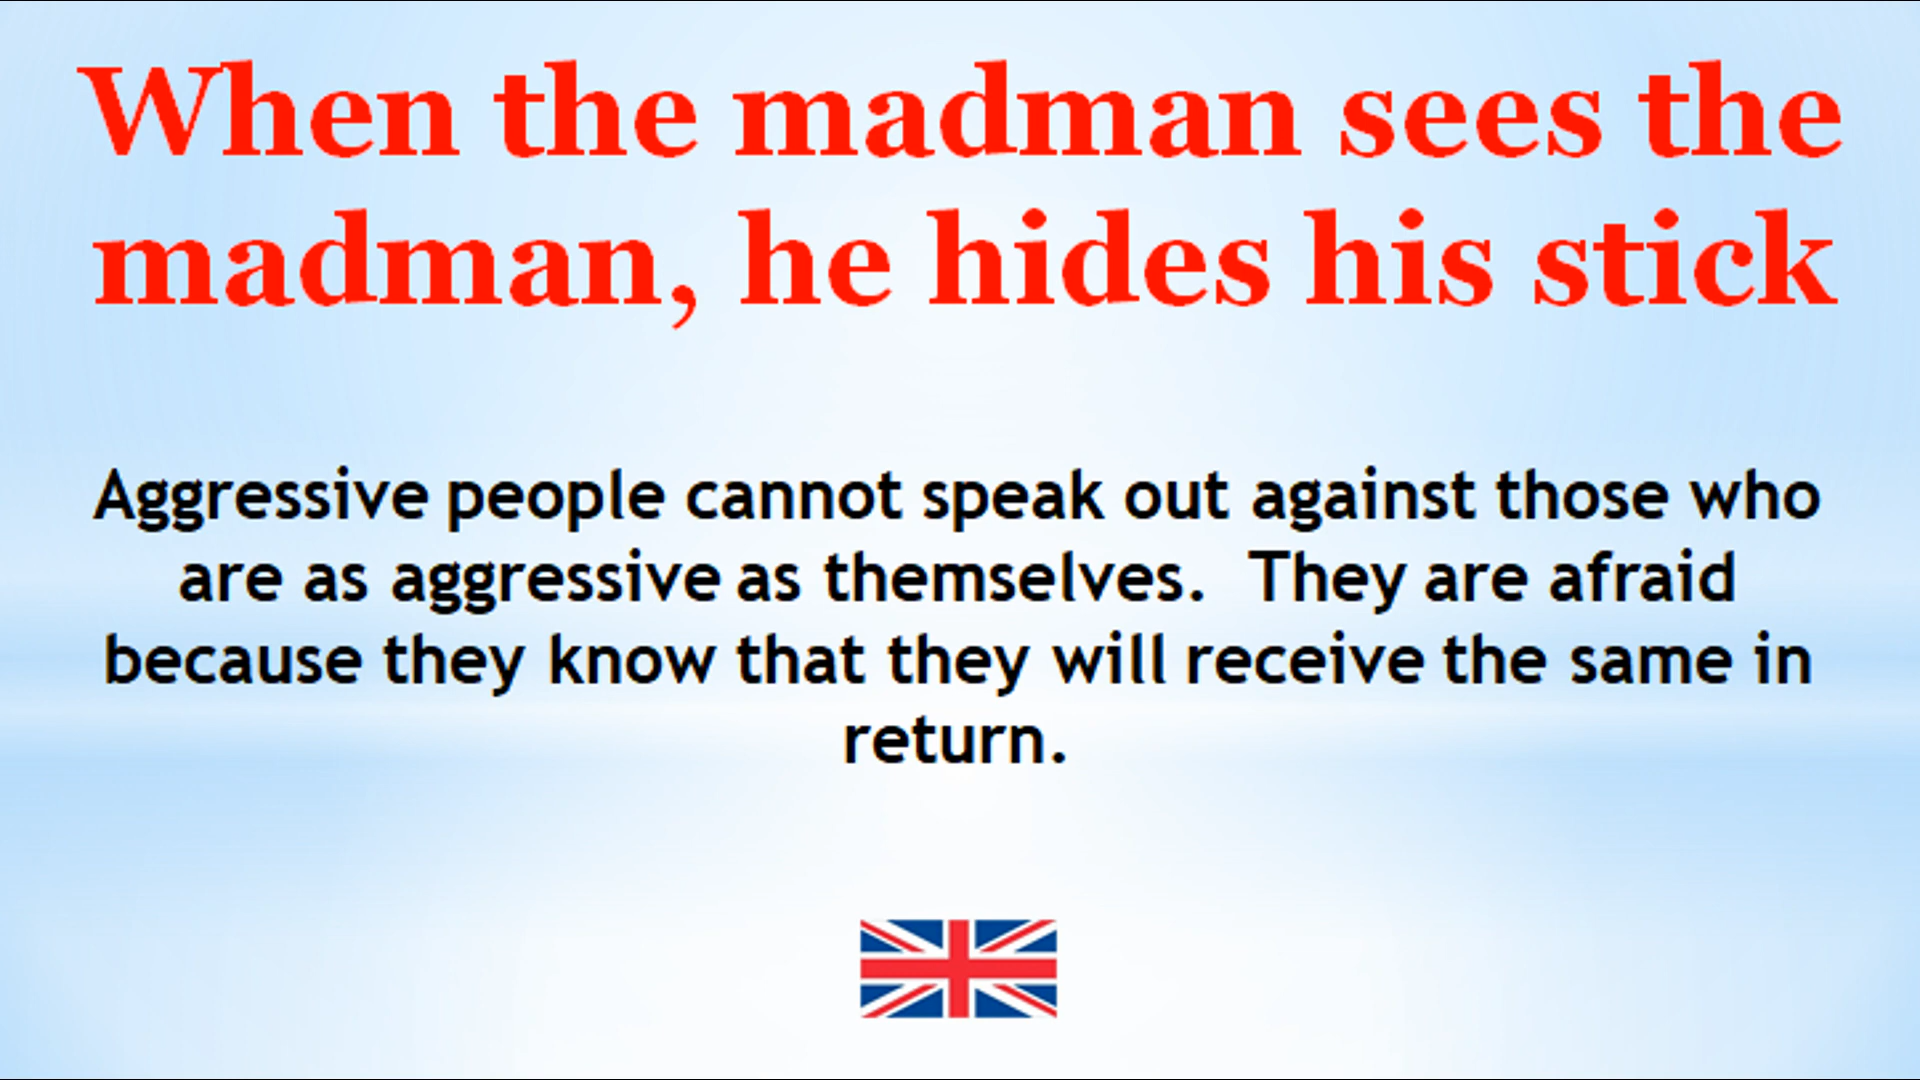 When the madman sees the
madman, he hides his stick
Aggressive people cannot speak out against those who
are as aggressive as themselves.  They are afraid
because they know that they will receive the same in
return.